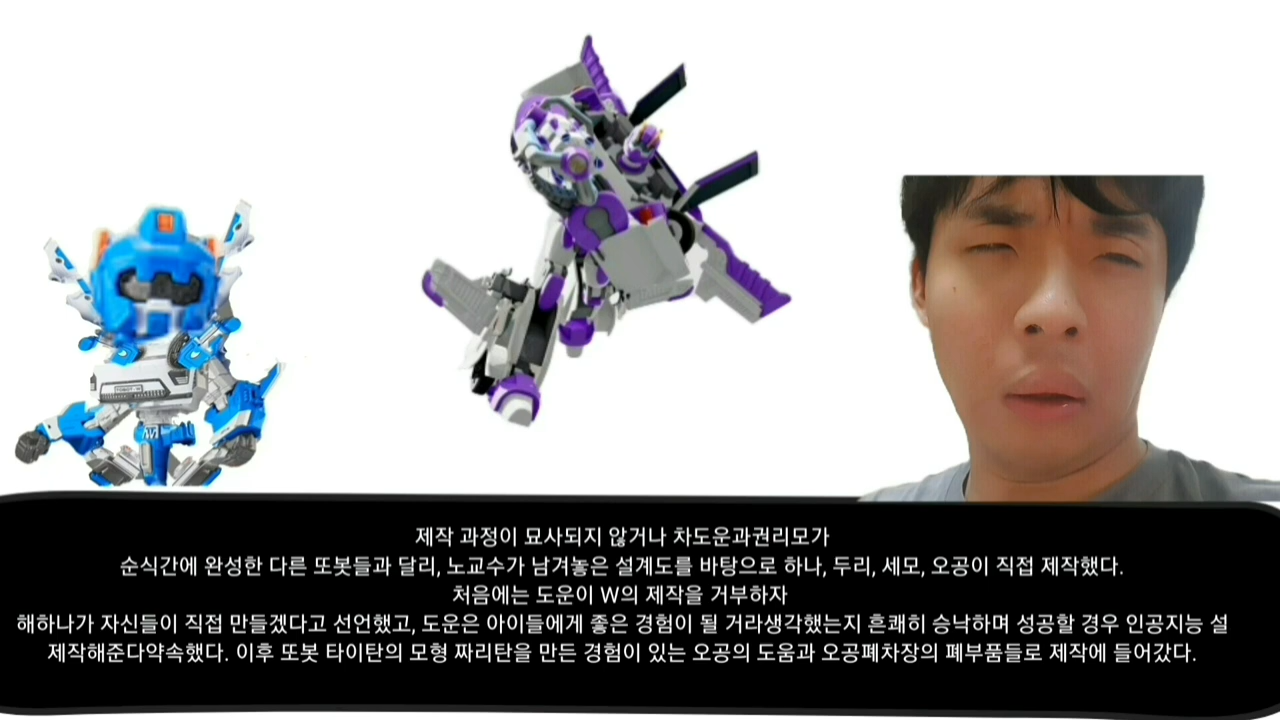 제작 과정이 묘사되지 않거나 차도운과권리모가
순식간에 완성한 다른 또봇들과 달리, 노교수가 남겨놓은 설계도를 바탕으로 하나, 두리, 세모, 오공이 직접 제작했다.
처음에는 도운이 W의 제작을 거부하자
해하나가 자신들이 직접 만들겠다고 선언했고, 도운은 아이들에게 좋은 경험이 될 거라생각했는지 흔쾌히 승낙하며 성공할 경우 인공지능 설
제작해준다약속했다. 이후 또봇 타이탄의 모형 짜리탄을 만든 경험이 있는 오공의 도움과 오공폐차장의 폐부품들로 제작에 들어갔다.